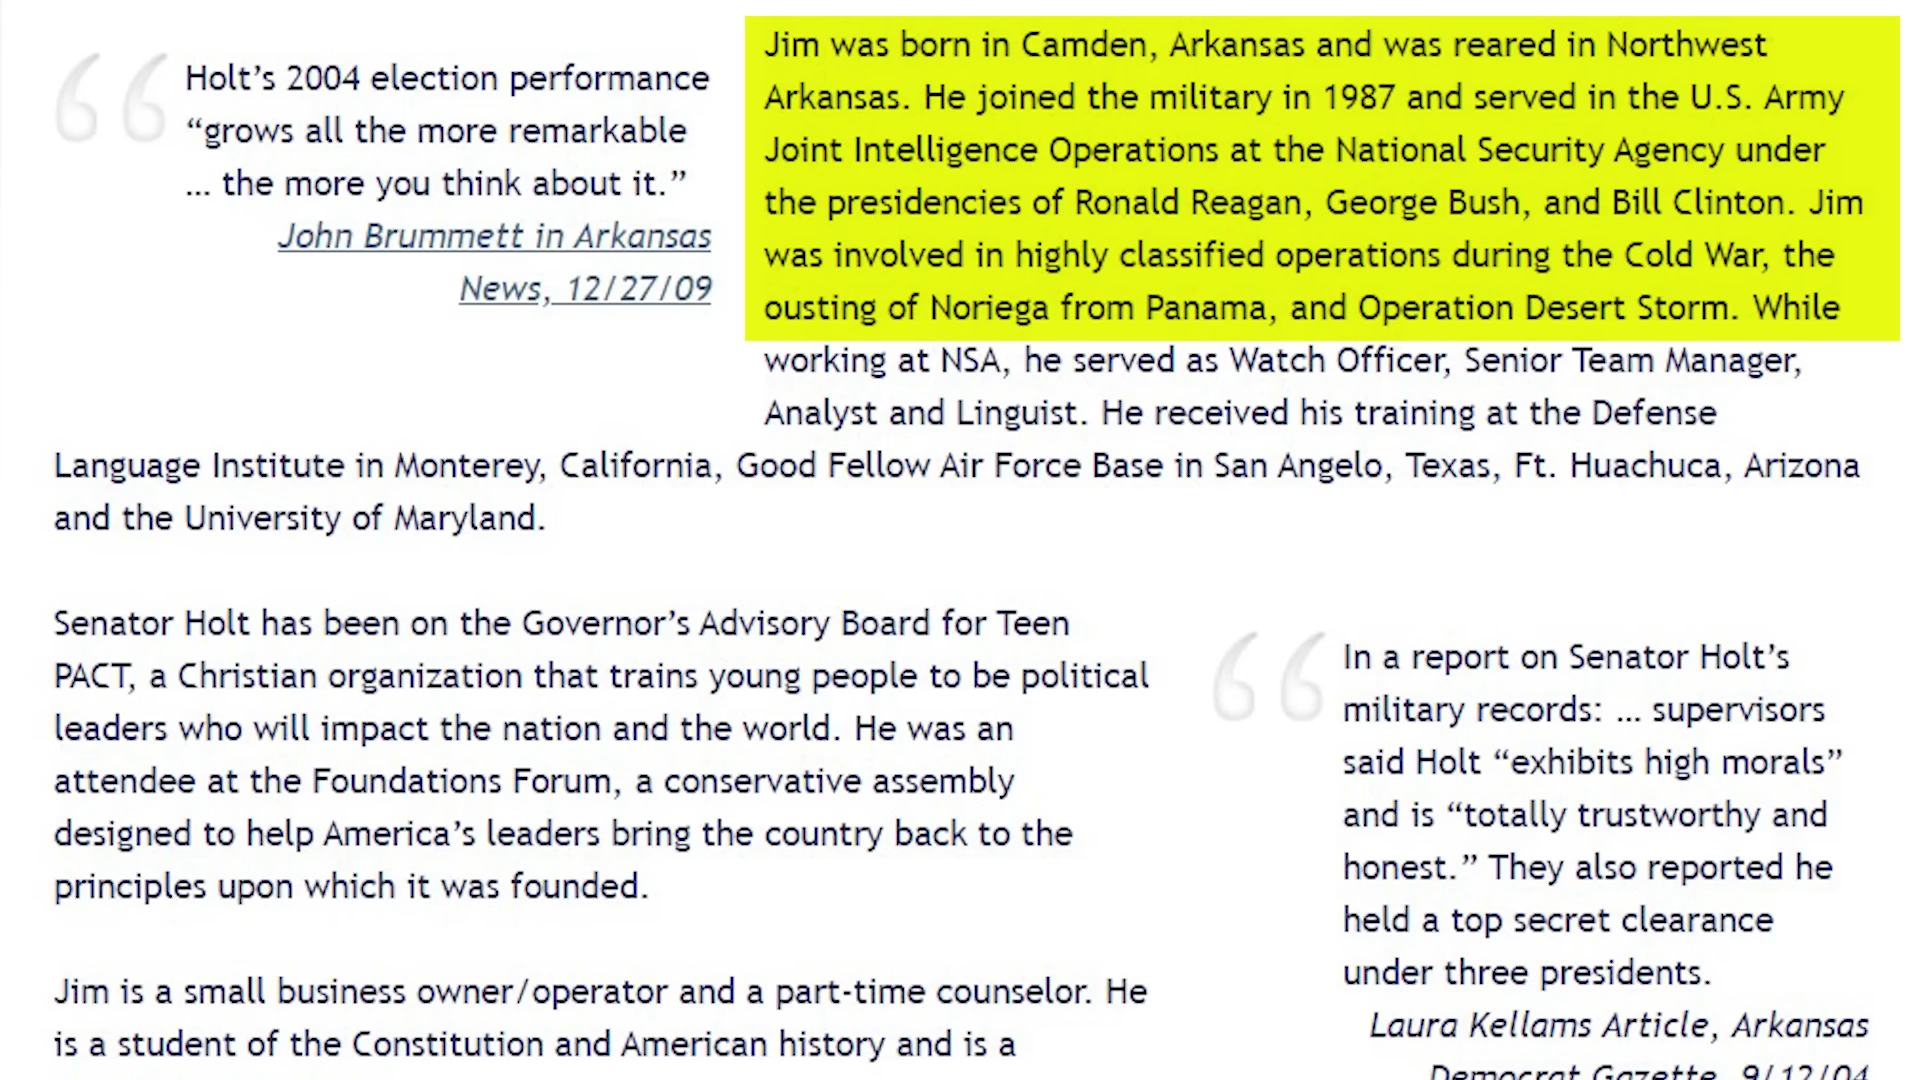 Holt’s 2004 election performance
“grows all the more remarkable
… the more you think about it.”
John Brummett in Arkansas
News, 12/27/09
Jim was born in Camden, Arkansas and was reared in Northwest
Arkansas. He joined the military in 1987 and served in the U.S. Army
Joint Intelligence Operations at the National Security Agency under
the presidencies of Ronald Reagan, George Bush, and Bill Clinton. Jim
was involved in highly classified operations during the Cold War, the
ousting of Noriega from Panama, and Operation Desert Storm. While
working at NSA, he served as Watch Officer, Senior Team Manager,
Analyst and Linguist. He received his training at the Defense
Language Institute in Monterey, California, Good Fellow Air Force Base in San Angelo, Texas, Ft. Huachuca, Arizona
and the University of Maryland.
Senator Holt has been on the Governor’s Advisory Board for Teen
PACT, a Christian organization that trains young people to be political
leaders who will impact the nation and the world. He was an
attendee at the Foundations Forum, a conservative assembly
designed to help America’s leaders bring the country back to the
principles upon which it was founded.
Jim is a small business owner/operator and a part-time counselor. He
is a student of the Constitution and American history and is a
In a report on Senator Holt’s
military records: … supervisors
said Holt “exhibits high morals”
and is “totally trustworthy and
honest.” They also reported he
held a top secret clearance
under three presidents.
Laura Kellams Article, Arkansas
Democrat Gazette, 9/12/04